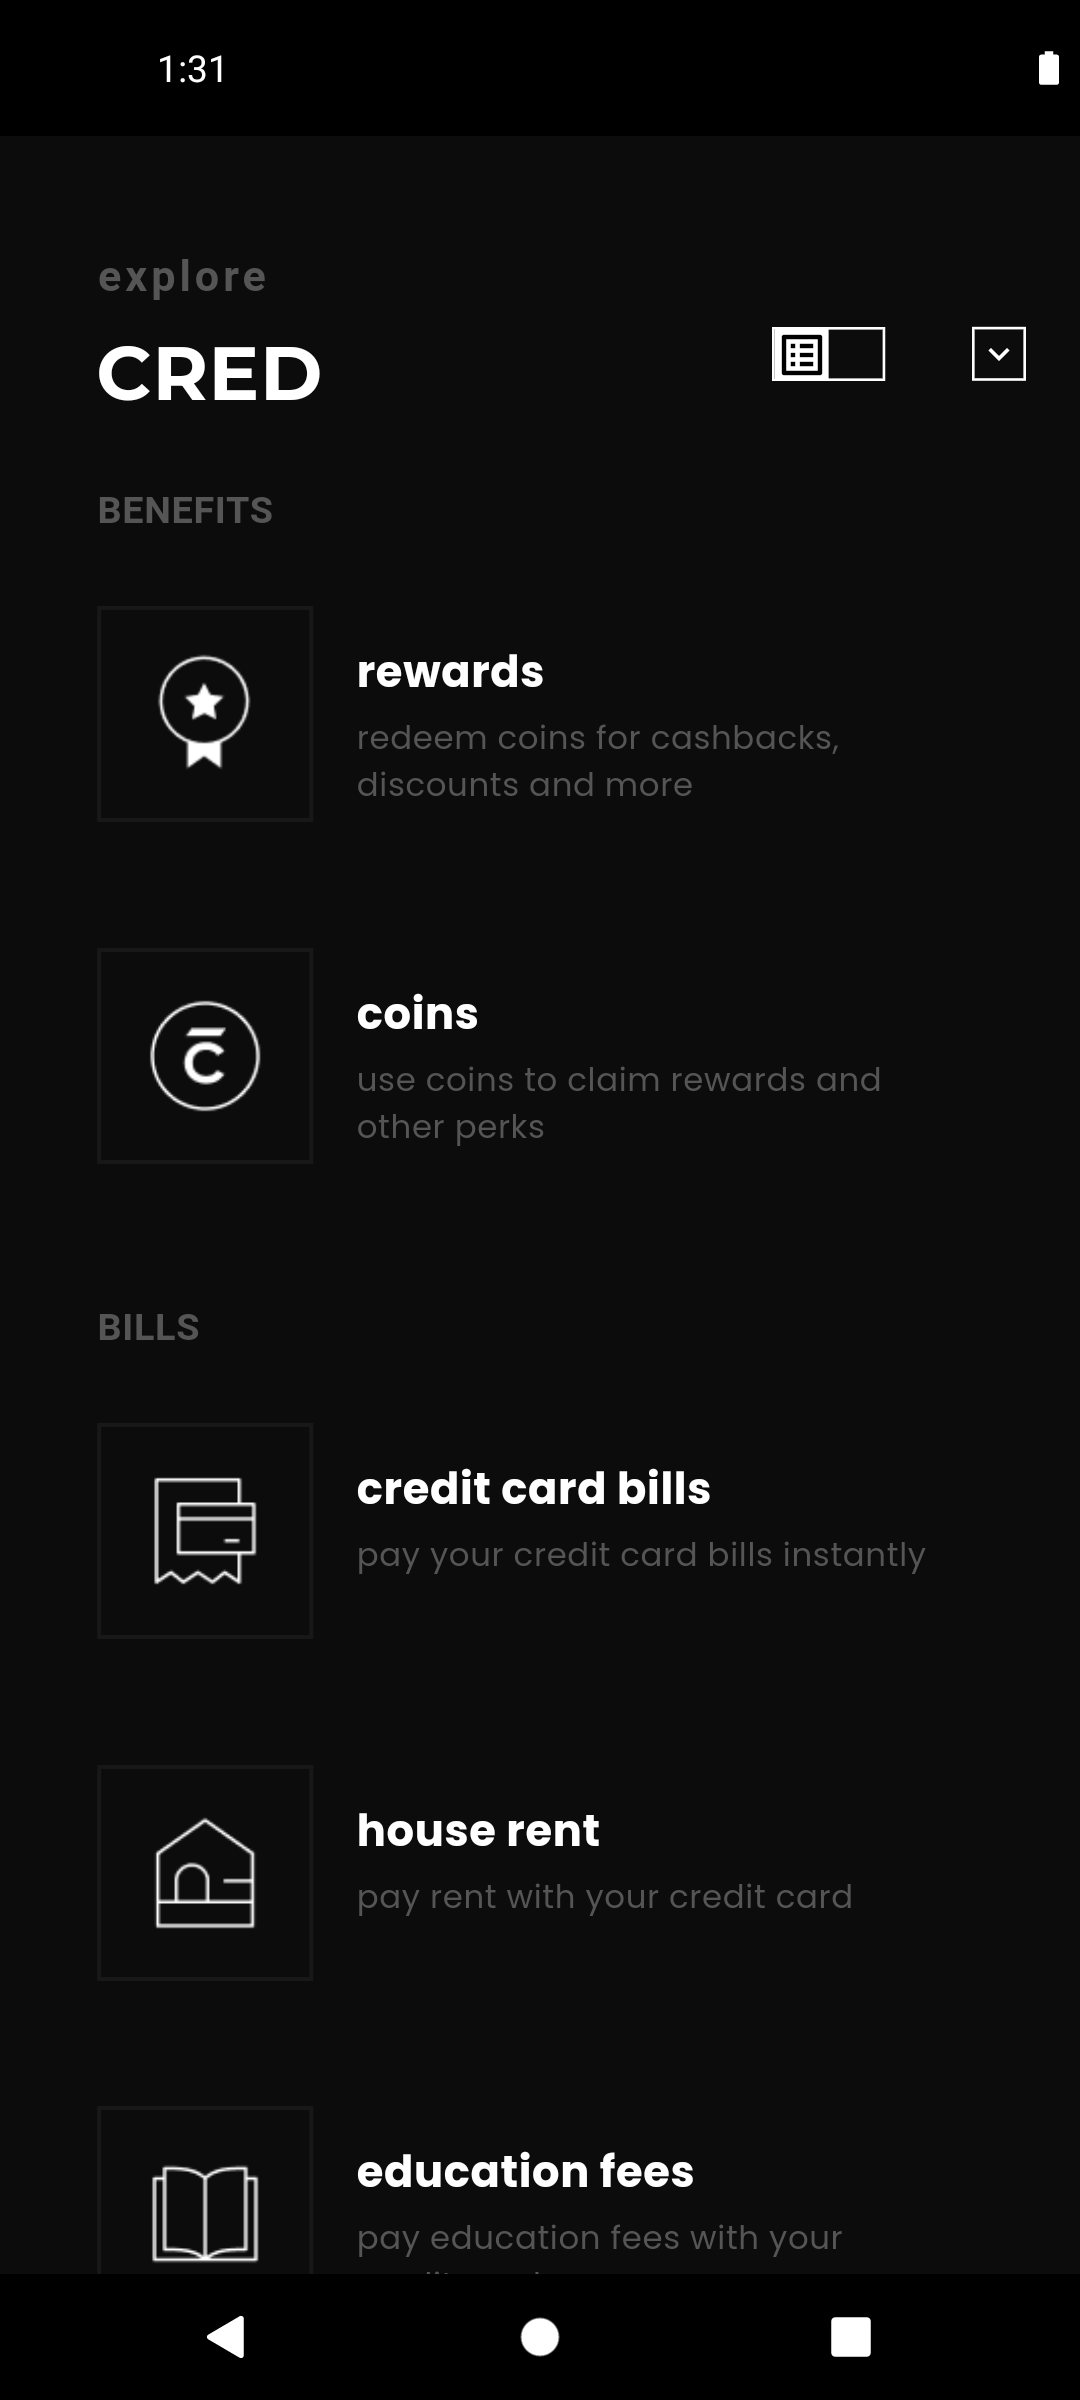 1:31
explore
CRED
BENEFITS
rewards
redeem coins for cashbacks,
discounts and more
coins
use coins to claim rewards and
other perks
BILLS
credit card bills
pay your credit card bills instantly
house rent
pay rent with your credit card
education fees
pay education fees with your